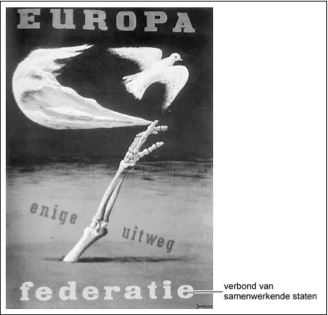 EUROPA
enige
uitweg
federatie
verbond van
samenwerkende staten